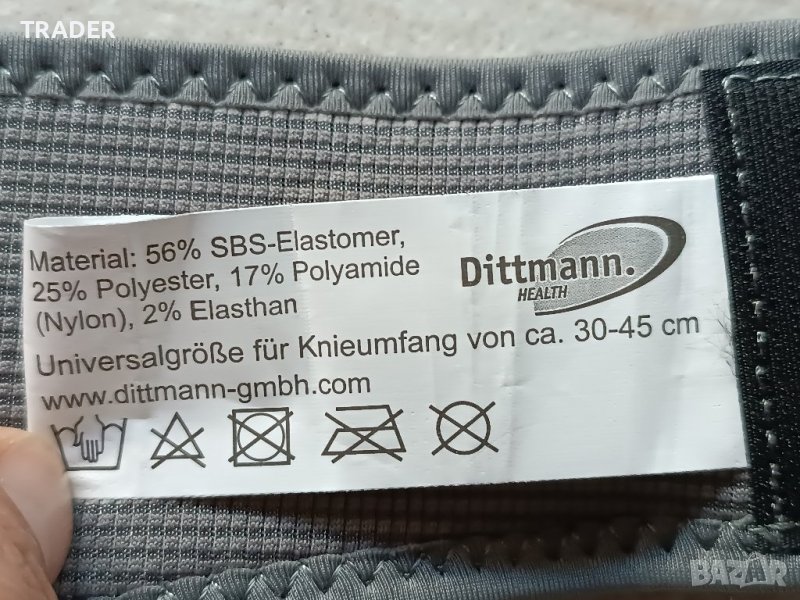 TRADER
Material: 56% SBS-Elastomer,
25% Polyester, 17% Polyamide
(Nylon), 2% Elasthan
Dittmann.
HEALTH
Universalgröße für Knieumfang von ca. 30-45 cm
www.dittmann-gmbh.com
BAZAR